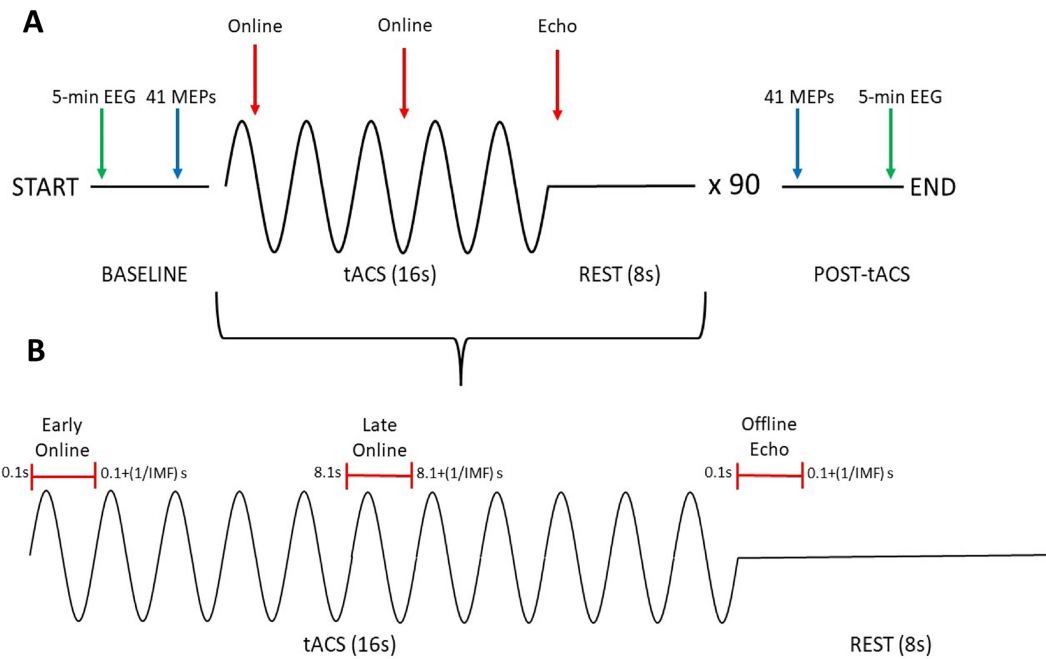 A
Online Online Echo
5-min EEG 41 MEPs 41 MEPs 5-min EEG
START x 90 END
BASELINE tACS (16s) REST (8s) POST-tACS
B
Early
Online
Late
Online
Offline
Echo
0.1s 0.1+(1/IMF) s 8.1s 8.1+(1/IMF) s 0.1s 0.1+(1/IMF) s
tACS (16s) REST (8s)